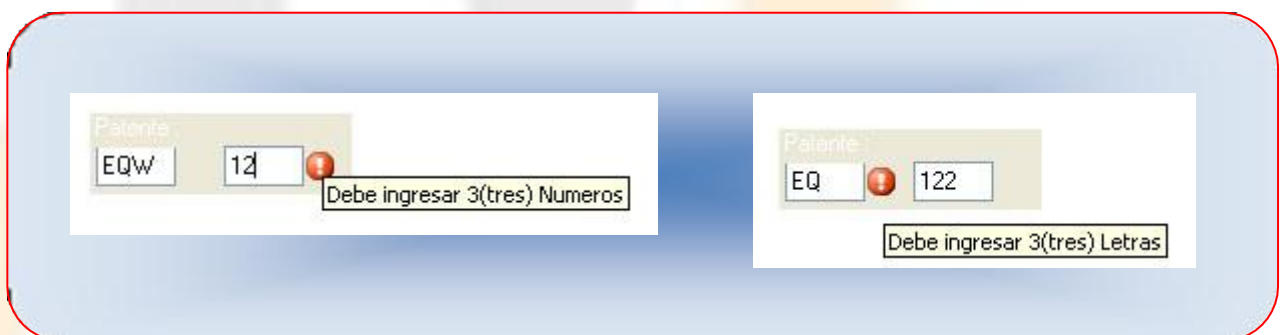 Patente :
EQW 12
Debe ingresar 3(tres) Numeros
Patente :
EQ 122
Debe ingresar 3(tres) Letras